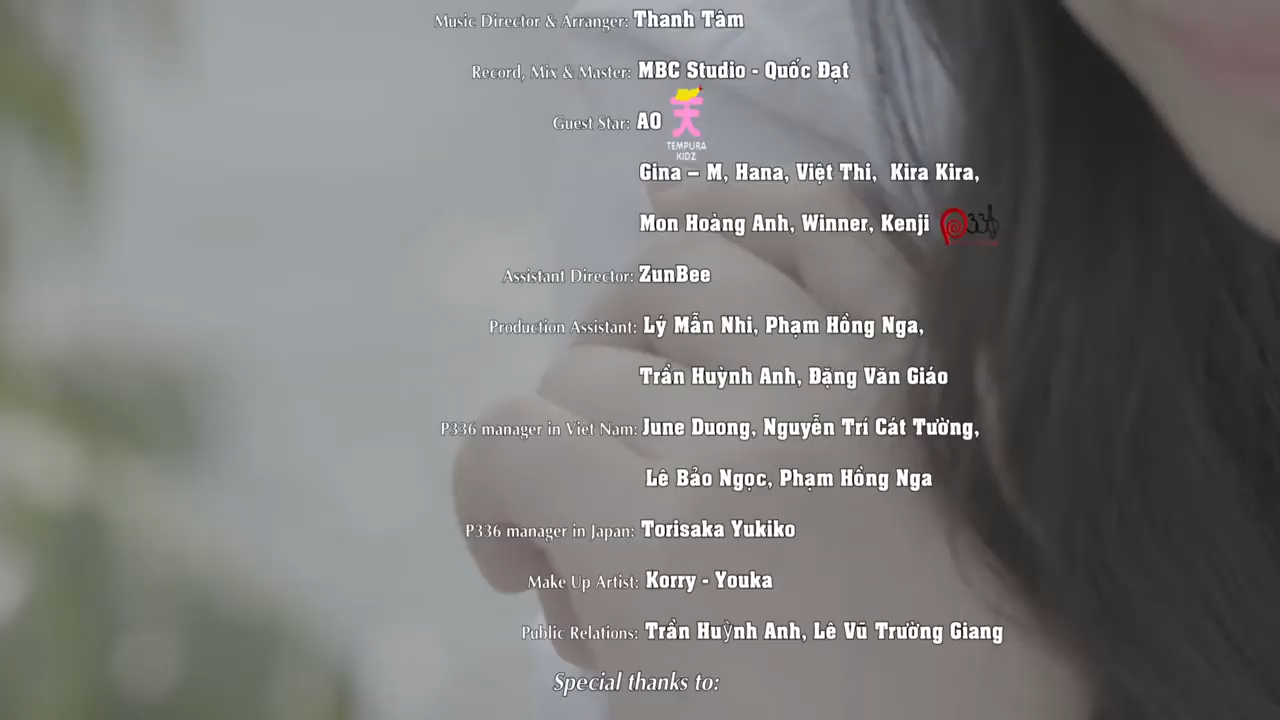 Music Director & Arranger: Thanh Tâm
Record, Mix & Master: MBC Studio - Quốc Đạt
Guest Star: AO
TEMPURA
KIDZ
Gina – M, Hana, Việt Thi, Kira Kira,
Mon Hoàng Anh, Winner, Kenji P336
Assistant Director: ZunBee
Production Assistant: Lý Mẫn Nhi, Phạm Hồng Nga,
Trần Huỳnh Anh, Đặng Văn Giáo
P336 manager in Viet Nam: June Duong, Nguyễn Trí Cát Tường,
Lê Bảo Ngọc, Phạm Hồng Nga
P336 manager in Japan: Torisaka Yukiko
Make Up Artist: Korry - Youka
Public Relations: Trần Huỳnh Anh, Lê Vũ Trường Giang
Special thanks to: